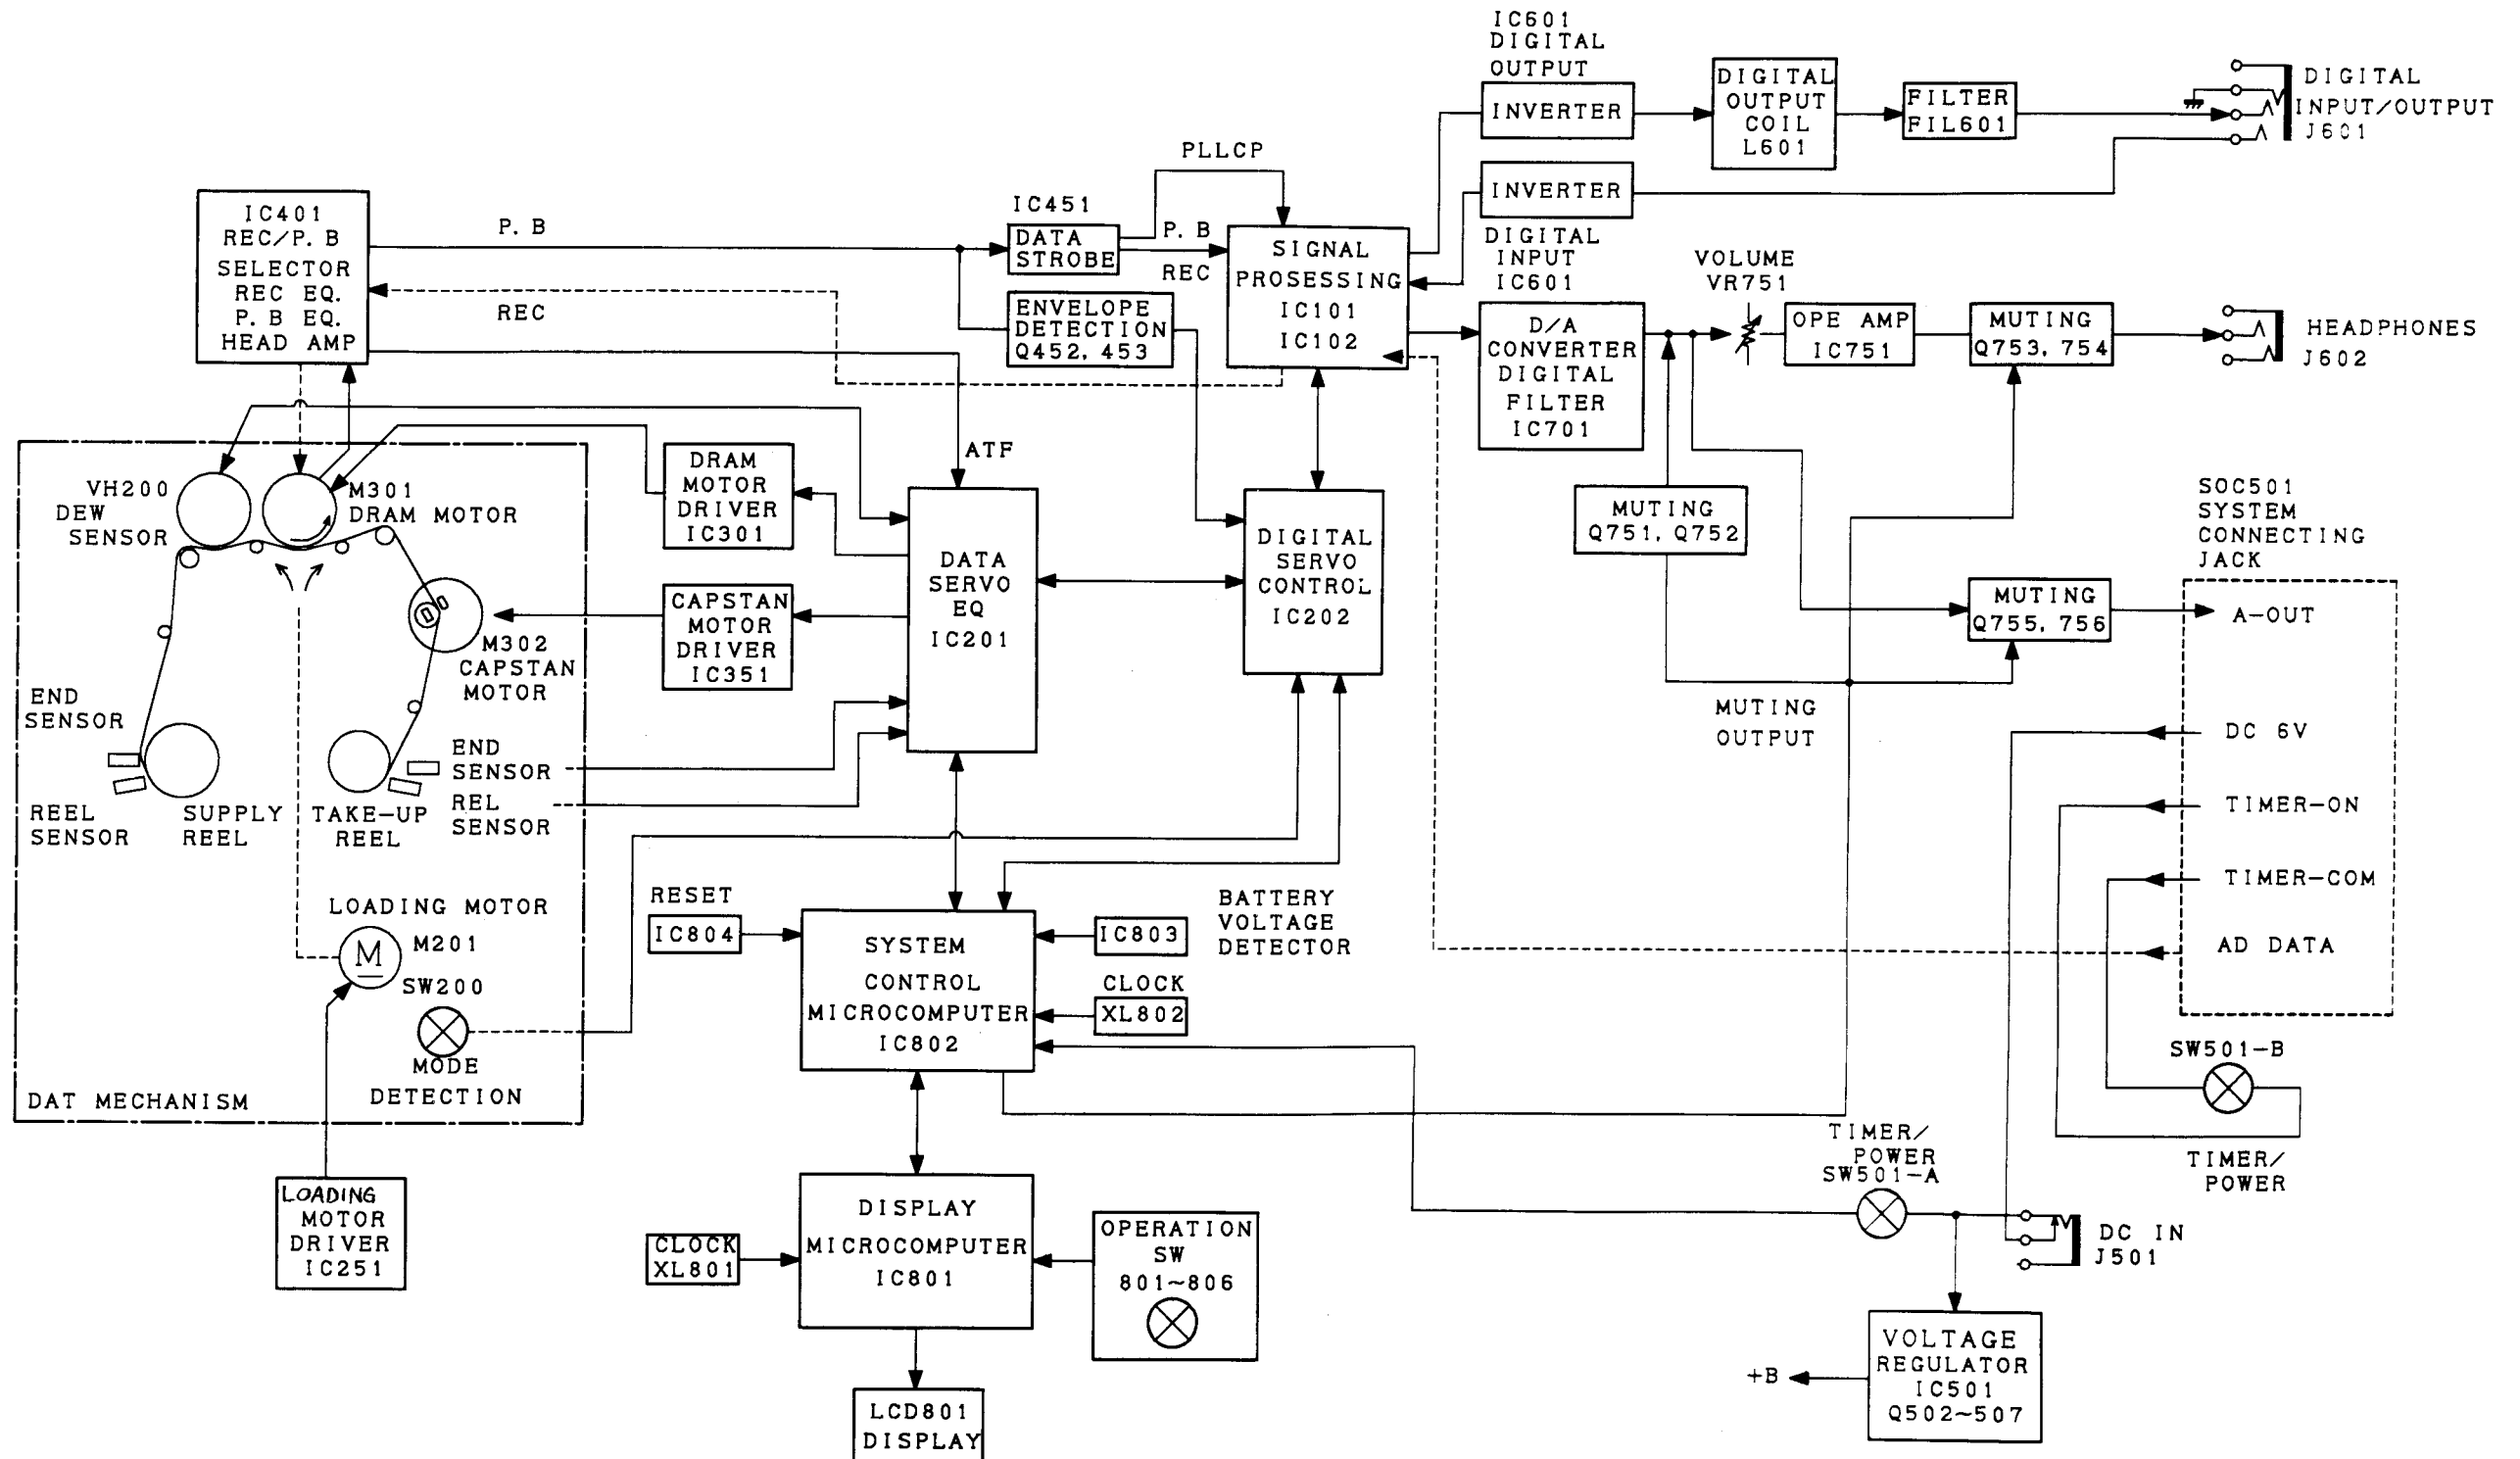 IC601
DIGITAL
OUTPUT
INVERTER
DIGITAL
OUTPUT
COIL
L601
FILTER
FIL601
DIGITAL
INPUT/OUTPUT
J601
PLLCP
INVERTER
DIGITAL
INPUT
IC601
IC401
REC/P.B
SELECTOR
REC EQ.
P.B EQ.
HEAD AMP
P.B
REC
IC451
DATA
STROBE
P.B
REC
ENVELOPE
DETECTION
Q452, 453
SIGNAL
PROSESSING
IC101
IC102
D/A
CONVERTER
DIGITAL
FILTER
IC701
VOLUME
VR751
OPE AMP
IC751
MUTING
Q753, 754
HEADPHONES
J602
ATF
VH200
DEW
SENSOR
M301
DRAM MOTOR
DRAM
MOTOR
DRIVER
IC301
CAPSTAN
MOTOR
DRIVER
IC351
DATA
SERVO
EQ
IC201
DIGITAL
SERVO
CONTROL
IC202
MUTING
Q751, Q752
MUTING
Q755, 756
SOC501
SYSTEM
CONNECTING
JACK
A-OUT
DC 6V
TIMER-ON
TIMER-COM
AD DATA
MUTING
OUTPUT
M302
CAPSTAN
MOTOR
END
SENSOR
REEL
SENSOR
SUPPLY
REEL
TAKE-UP
REEL
END
SENSOR
REL
SENSOR
LOADING MOTOR
M
M201
SW200
MODE
DETECTION
DAT MECHANISM
LOADING
MOTOR
DRIVER
IC251
RESET
IC804
SYSTEM
CONTROL
MICROCOMPUTER
IC802
IC803
BATTERY
VOLTAGE
DETECTOR
CLOCK
XL802
CLOCK
XL801
DISPLAY
MICROCOMPUTER
IC801
OPERATION
SW
801~806
LCD801
DISPLAY
SW501-B
TIMER/
POWER
TIMER/
POWER
SW501-A
DC IN
J501
VOLTAGE
REGULATOR
IC501
Q502~507
+B